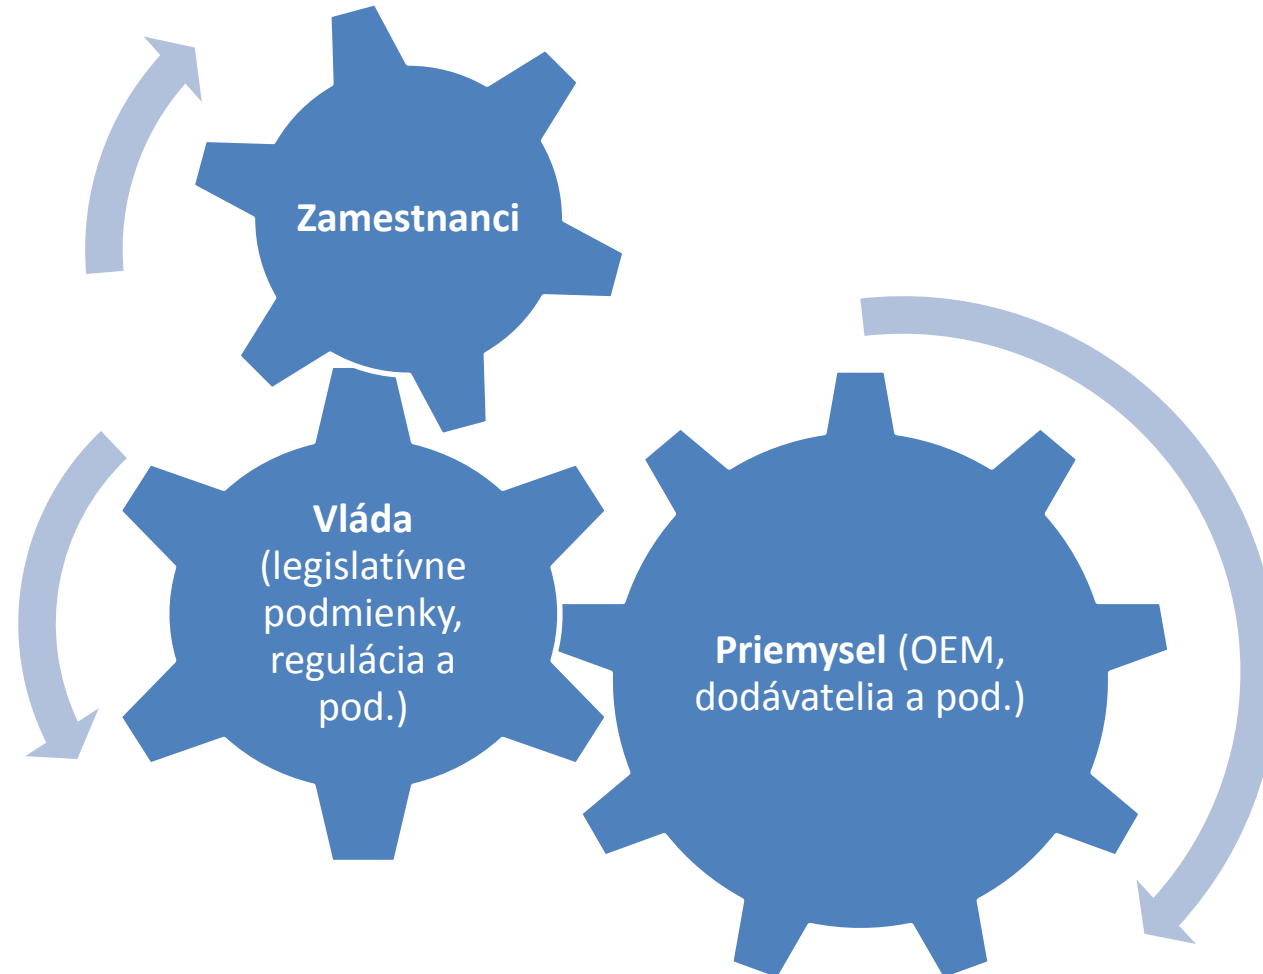 Zamestnanci
Vláda
(legislatívne
podmienky,
regulácia a
pod.)
Priemysel (OEM,
dodávatelia a pod.)